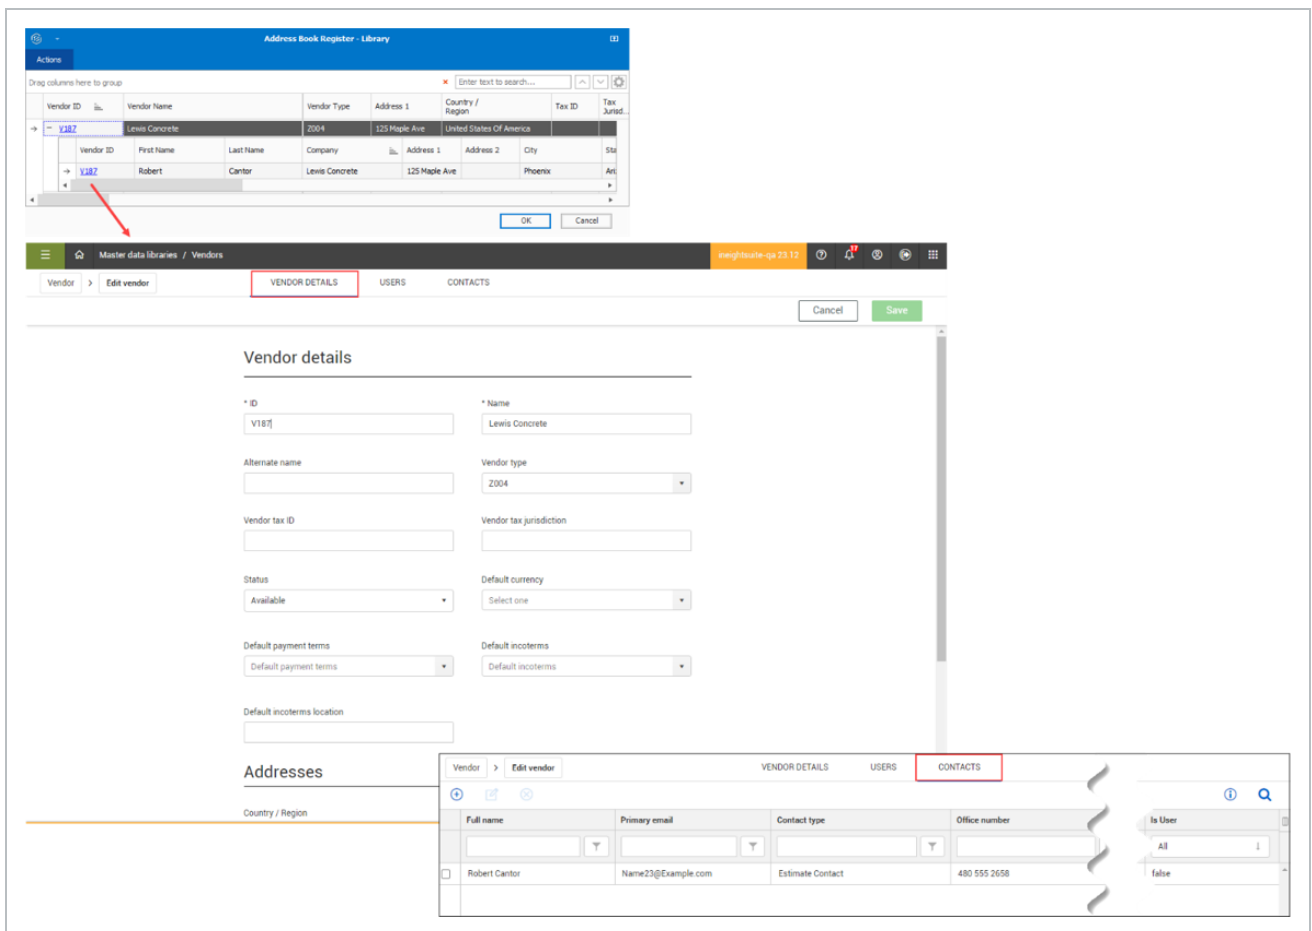 Address Book Register - Library
Actions
Drag columns here to group
Enter text to search...
Vendor ID Vendor Name Vendor Type Address 1 Country / Region Tax ID Tax Jurisd...
V187 Lewis Concrete Z004 125 Maple Ave United States Of America
Vendor ID First Name Last Name Company Address 1 Address 2 City Sta
V187 Robert Cantor Lewis Concrete 125 Maple Ave Phoenix Ari
OK Cancel
Master data libraries / Vendors ineightsuite-qa 23.12 17
Vendor > Edit vendor VENDOR DETAILS USERS CONTACTS
Cancel Save
Vendor details
* ID * Name
V187 Lewis Concrete
Alternate name Vendor type
Z004
Vendor tax ID Vendor tax jurisdiction
Status Default currency
Available Select one
Default payment terms Default incoterms
Default payment terms Default incoterms
Default incoterms location
Addresses
Country / Region
Vendor > Edit vendor VENDOR DETAILS USERS CONTACTS
Full name Primary email Contact type Office number Is User
All
Robert Cantor Name23@Example.com Estimate Contact 480 555 2658 false